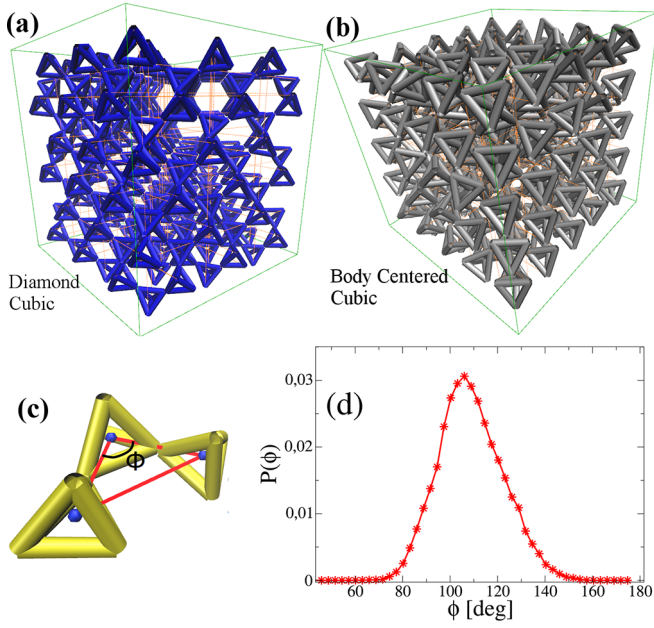 (a)
(b)
Diamond
Cubic
Body Centered
Cubic
(c)
Φ
(d)
P(ϕ)
0,03
0,02
0,01
0
60 80 100 120 140 160 180
ϕ [deg]